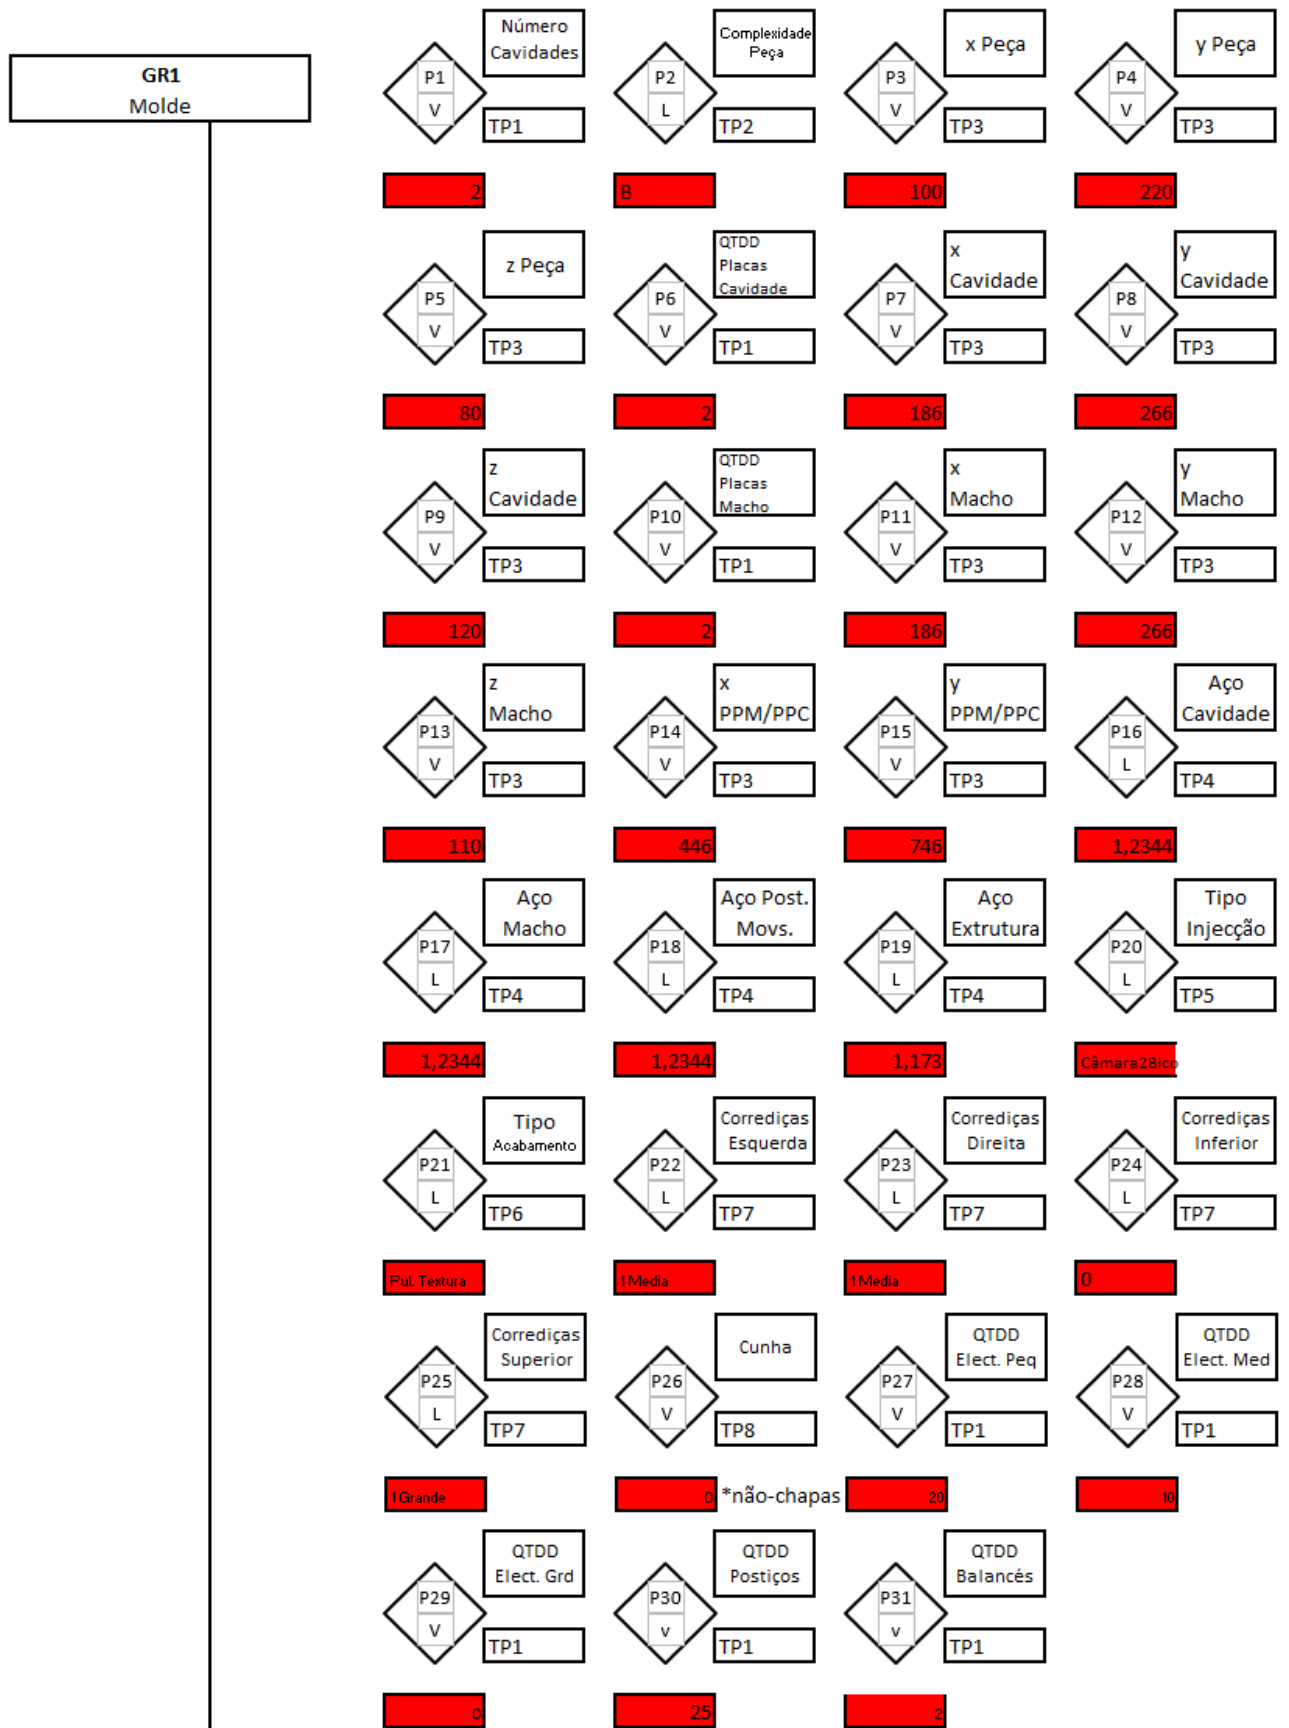 GR1
Molde
P1
V
Número
Cavidades
TP1
2
P2
L
Complexidade
Peça
TP2
B
P3
V
x Peça
TP3
100
P4
V
y Peça
TP3
220
P5
V
z Peça
TP3
80
P6
V
QTDD
Placas
Cavidade
TP1
2
P7
V
x
Cavidade
TP3
186
P8
V
y
Cavidade
TP3
266
P9
V
z
Cavidade
TP3
120
P10
V
QTDD
Placas
Macho
TP1
2
P11
V
x
Macho
TP3
186
P12
V
y
Macho
TP3
266
P13
V
z
Macho
TP3
110
P14
V
x
PPM/PPC
TP3
446
P15
V
y
PPM/PPC
TP3
746
P16
L
Aço
Cavidade
TP4
1,2344
P17
L
Aço
Macho
TP4
1,2344
P18
L
Aço Post.
Movs.
TP4
1,2344
P19
L
Aço
Extrutura
TP4
1,173
P20
L
Tipo
Injecção
TP5
Câmara2Bico
P21
L
Tipo
Acabamento
TP6
Pul. Textura
P22
L
Corrediças
Esquerda
TP7
1Media
P23
L
Corrediças
Direita
TP7
1Media
P24
L
Corrediças
Inferior
TP7
0
P25
L
Corrediças
Superior
TP7
1Grande
P26
V
Cunha
TP8
0 *não-chapas
P27
V
QTDD
Elect. Peq
TP1
20
P28
V
QTDD
Elect. Med
TP1
10
P29
V
QTDD
Elect. Grd
TP1
0
P30
v
QTDD
Postiços
TP1
25
P31
v
QTDD
Balancés
TP1
2